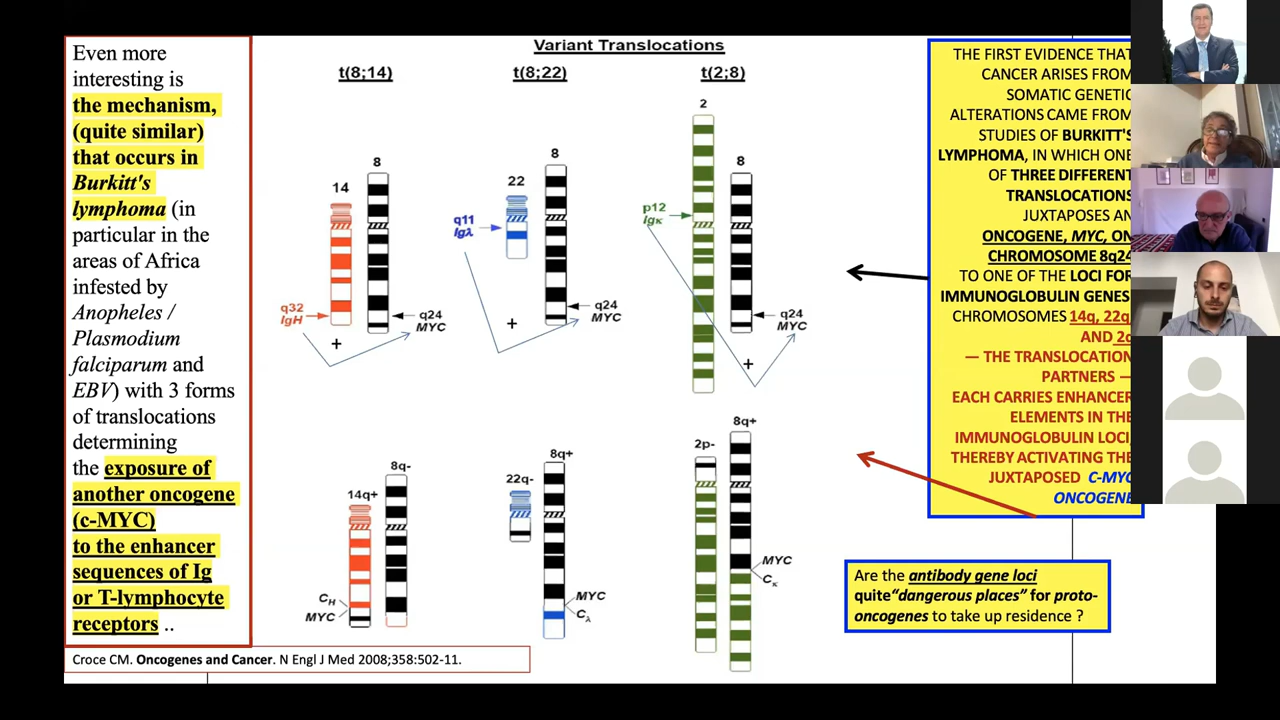 Even more
interesting is
the mechanism,
(quite similar)
that occurs in
Burkitt's
lymphoma (in
particular in the
areas of Africa
infested by
Anopheles /
Plasmodium
falciparum and
EBV) with 3 forms
of translocations
determining
the exposure of
another oncogene
(c-MYC)
to the enhancer
sequences of Ig
or T-lymphocyte
receptors ..
Croce CM. Oncogenes and Cancer. N Engl J Med 2008;358:502-11.
Variant Translocations
t(8;14)
14
8
q32
IgH
q24
MYC
+
14q+
8q-
CH
MYC
t(8;22)
22
8
q11
Igλ
q24
MYC
+
22q-
8q+
MYC
Cλ
t(2;8)
2
8
p12
Igκ
q24
MYC
+
2p-
8q+
MYC
Cκ
THE FIRST EVIDENCE THAT
CANCER ARISES FROM
SOMATIC GENETIC
ALTERATIONS CAME FROM
STUDIES OF BURKITT'S
LYMPHOMA, IN WHICH ONE
OF THREE DIFFERENT
TRANSLOCATIONS
JUXTAPOSES AN
ONCOGENE, MYC, ON
CHROMOSOME 8q24
TO ONE OF THE LOCI FOR
IMMUNOGLOBULIN GENES
CHROMOSOMES 14q, 22q
AND 2q
— THE TRANSLOCATION
PARTNERS —
EACH CARRIES ENHANCER
ELEMENTS IN THE
IMMUNOGLOBULIN LOCI,
THEREBY ACTIVATING THE
JUXTAPOSED C-MYC
ONCOGENE
Are the antibody gene loci
quite“dangerous places” for proto-
oncogenes to take up residence ?